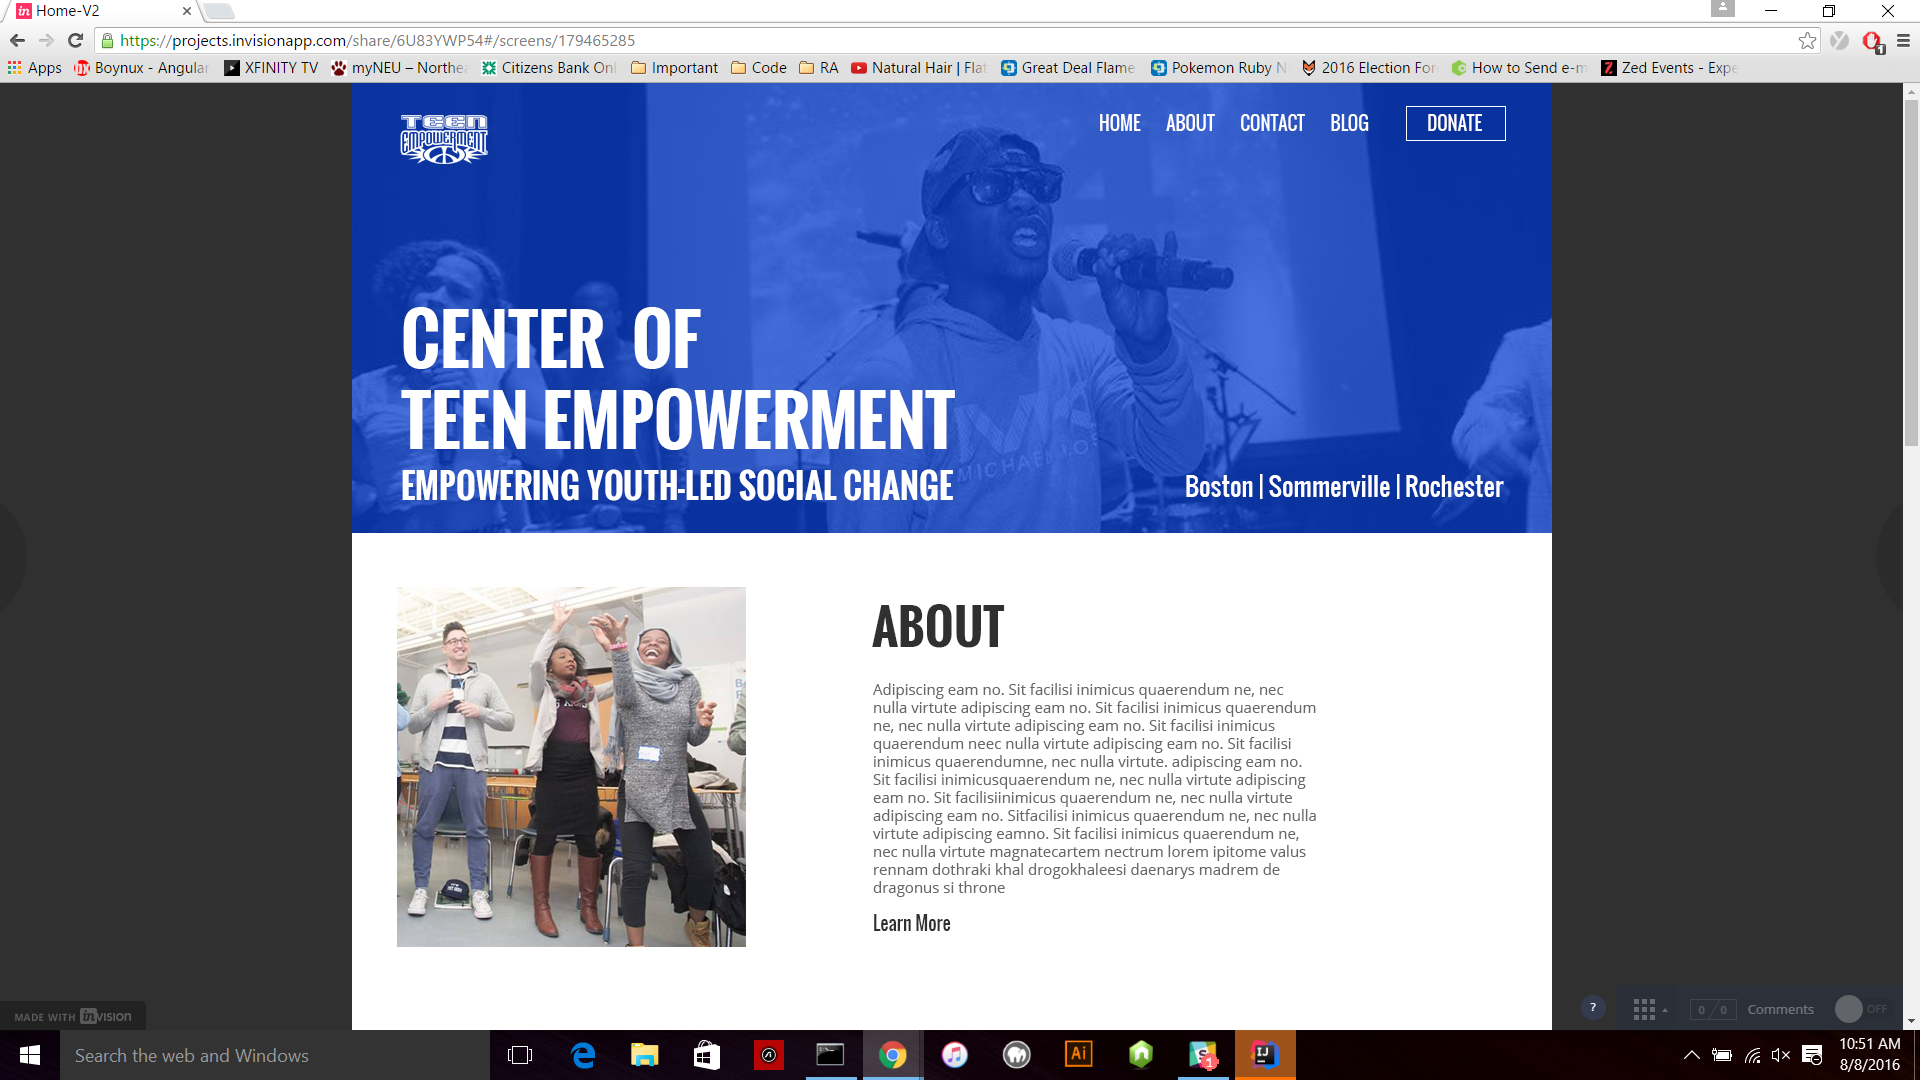 Home-V2
https://projects.invisionapp.com/share/6U83YWP54#/screens/179465285
Apps
Boynux - Angular
XFINITY TV
myNEU – Northe
Citizens Bank Onl
Important
Code
RA
Natural Hair | Flat
Great Deal Flame
Pokemon Ruby N
2016 Election For
How to Send e-m
Zed Events - Expe
1
TEEN
EMPOWERMENT
HOME ABOUT CONTACT BLOG DONATE
CENTER OF
TEEN EMPOWERMENT
EMPOWERING YOUTH-LED SOCIAL CHANGE
Boston | Sommerville | Rochester
ABOUT
Adipiscing eam no. Sit facilisi inimicus quaerendum ne, nec
nulla virtute adipiscing eam no. Sit facilisi inimicus quaerendum
ne, nec nulla virtute adipiscing eam no. Sit facilisi inimicus
quaerendum neec nulla virtute adipiscing eam no. Sit facilisi
inimicus quaerendumne, nec nulla virtute. adipiscing eam no.
Sit facilisi inimicusquaerendum ne, nec nulla virtute adipiscing
eam no. Sit facilisiinimicus quaerendum ne, nec nulla virtute
adipiscing eam no. Sitfacilisi inimicus quaerendum ne, nec nulla
virtute adipiscing eamno. Sit facilisi inimicus quaerendum ne,
nec nulla virtute magnatecartem nectrum lorem ipitome valus
rennam dothraki khal drogokhaleesi daenarys madrem de
dragonus si throne
Learn More
MADE WITH invision
?
0 / 0
Comments
OFF
Search the web and Windows
Ai
1
IJ
10:51 AM
8/8/2016